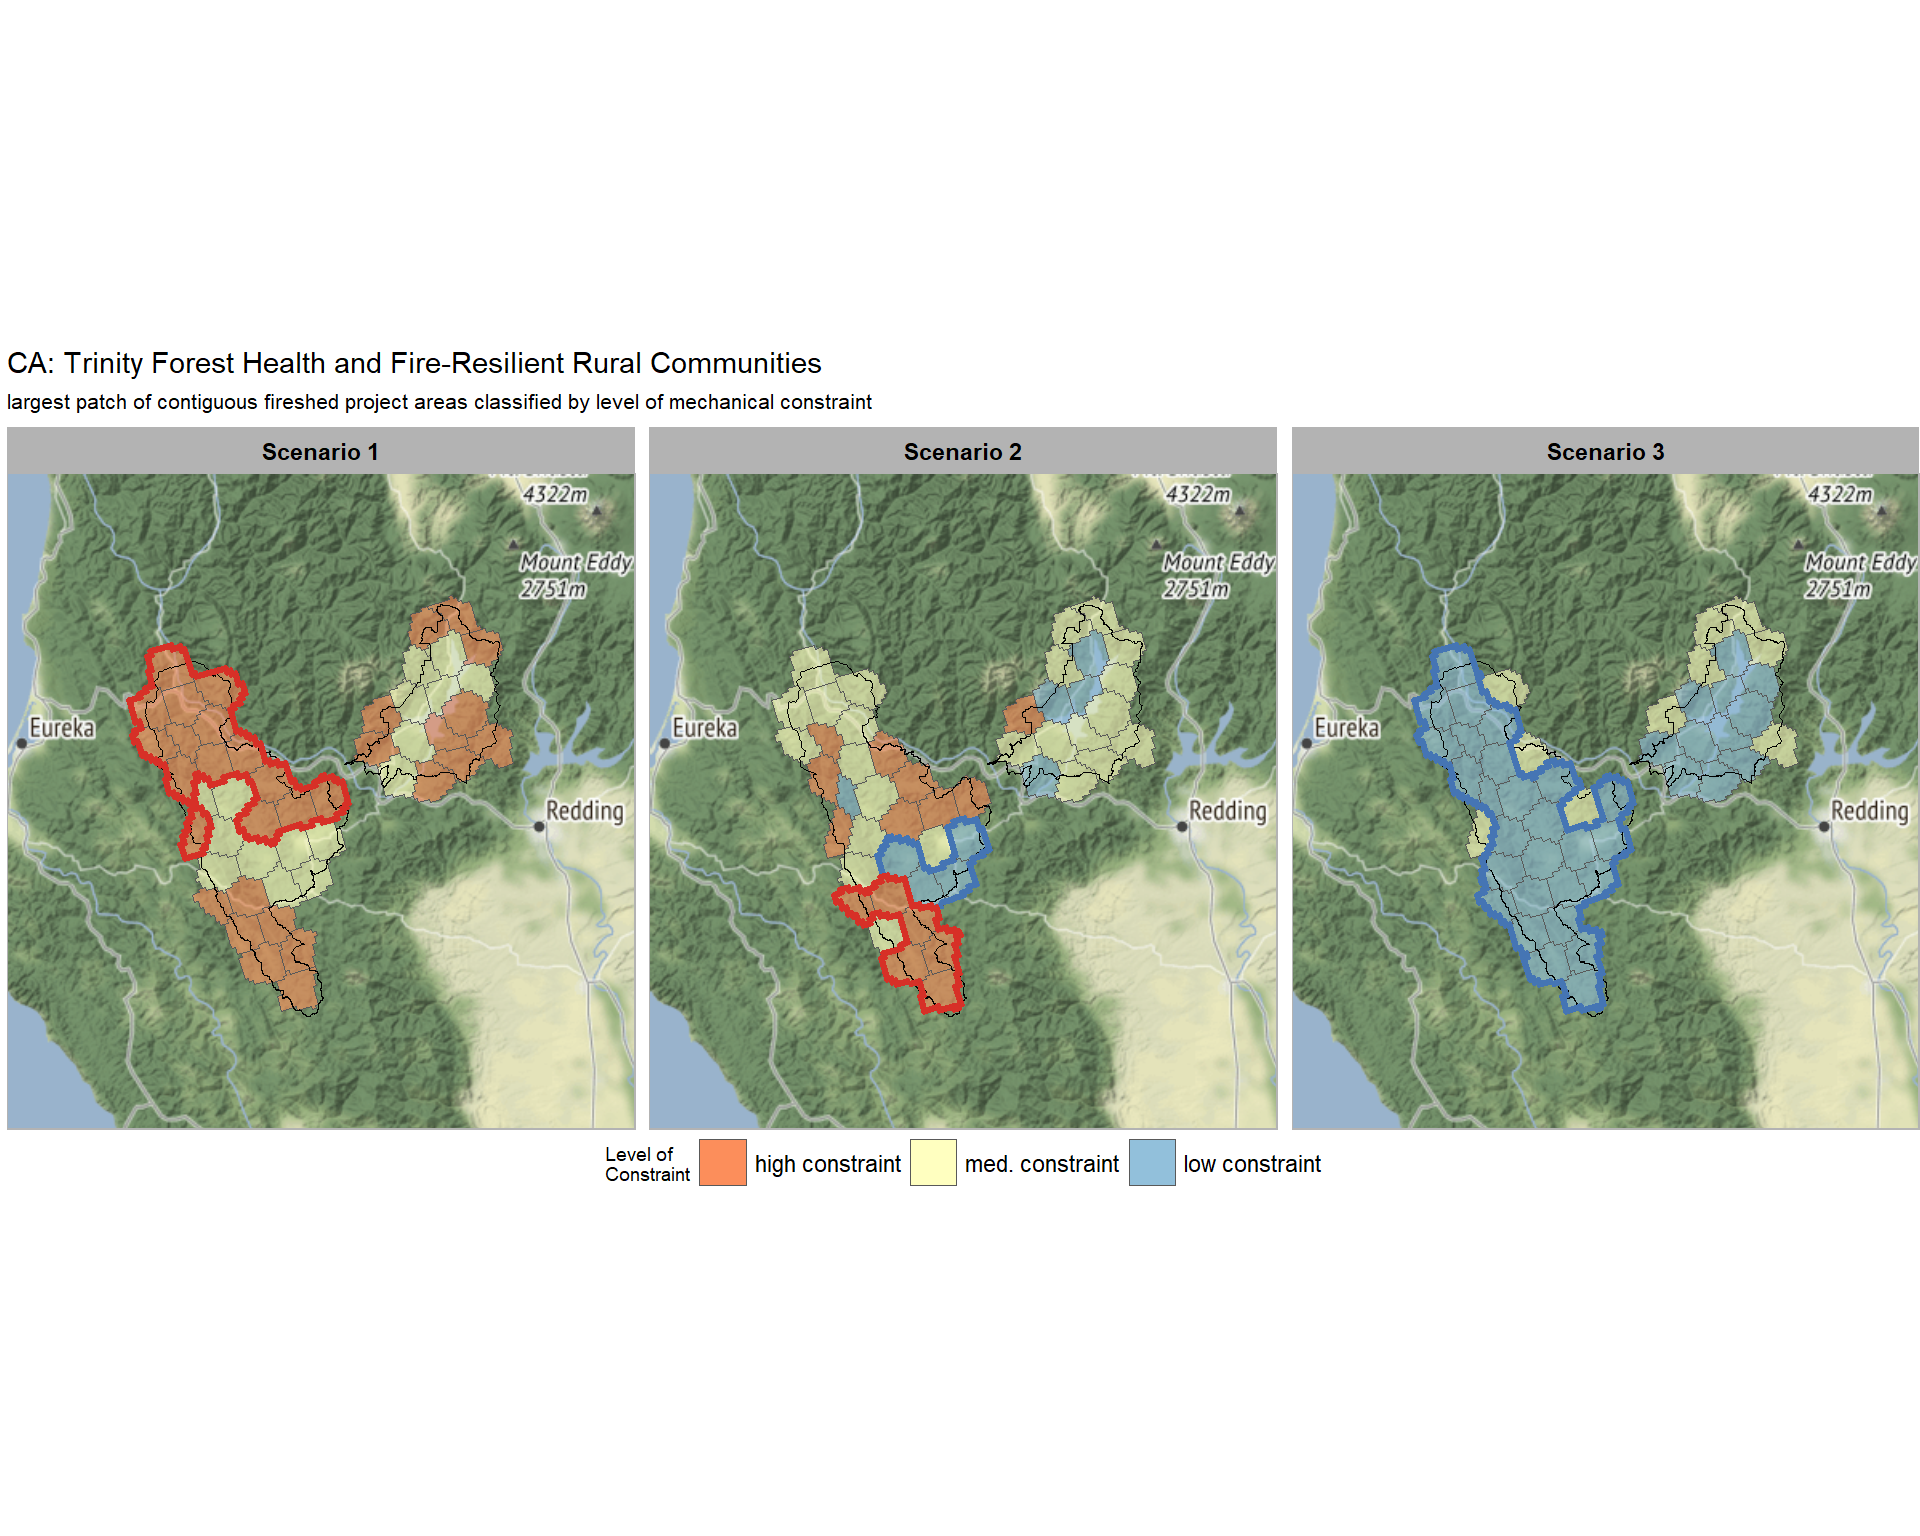 CA: Trinity Forest Health and Fire-Resilient Rural Communities
largest patch of contiguous fireshed project areas classified by level of mechanical constraint
Scenario 1
Scenario 2
Scenario 3
4322m
Mount Eddy
2751m
Eureka
Redding
4322m
Mount Eddy
2751m
Eureka
Redding
4322m
Mount Eddy
2751m
Eureka
Redding
Level of
Constraint
high constraint
med. constraint
low constraint